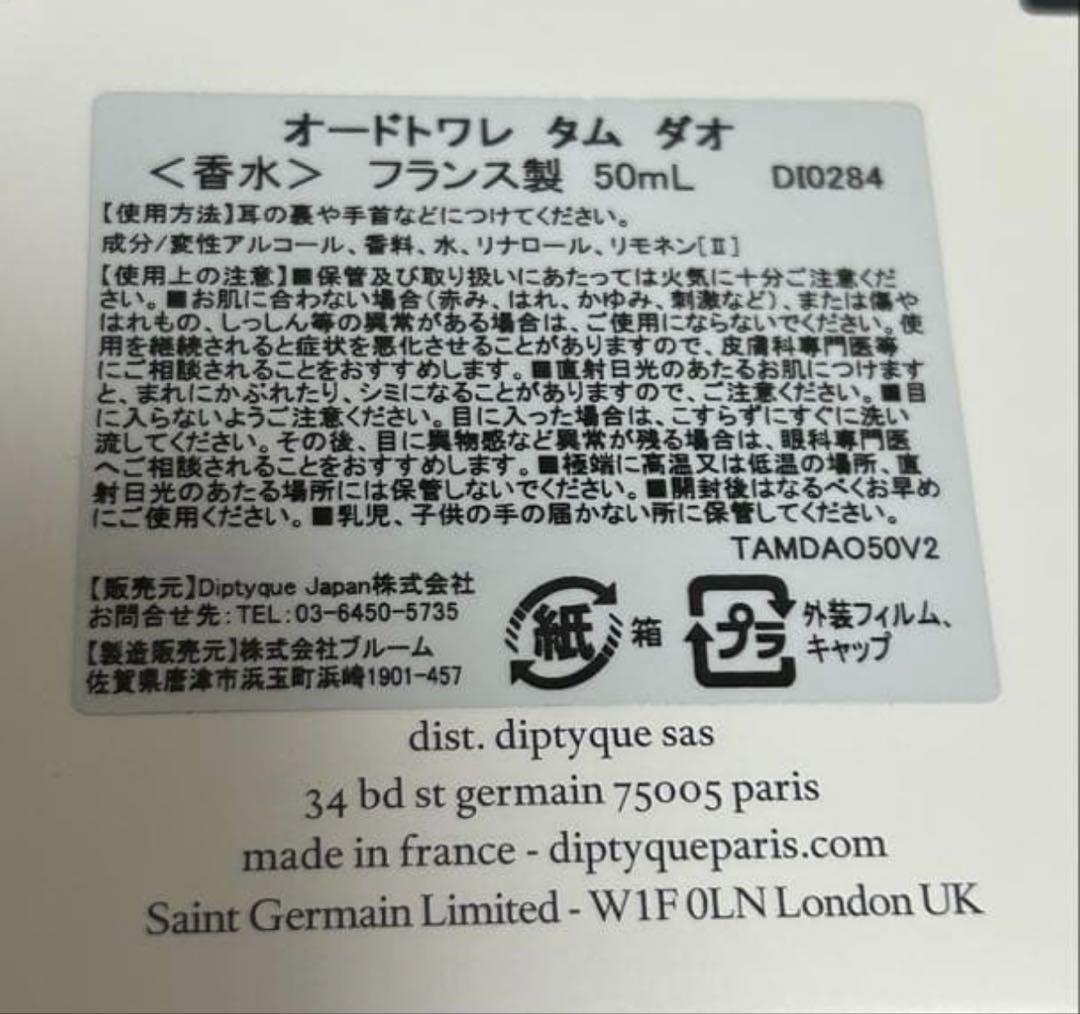 オードトワレ タム ダオ
＜香水＞ フランス製 50mL DI0284
【使用方法】耳の裏や手首などにつけてください。
成分/変性アルコール、香料、水、リナロール、リモネン[Ⅱ]
【使用上の注意】■保管及び取り扱いにあたっては火気に十分ご注意くだ
さい。■お肌に合わない場合(赤み、はれ、かゆみ、刺激など)、または傷や
はれもの、しっしん等の異常がある場合は、ご使用にならないでください。使
用を継続されると症状を悪化させることがありますので、皮膚科専門医等
にご相談されることをおすすめします。■直射日光のあたるお肌につけます
と、まれにかぶれたり、シミになることがありますので、ご注意ください。■目
に入らないようご注意ください。目に入った場合は、こすらずにすぐに洗い
流してください。その後、目に異物感など異常が残る場合は、眼科専門医
へご相談されることをおすすめします。■極端に高温又は低温の場所、直
射日光のあたる場所には保管しないでください。■開封後はなるべくお早め
にご使用ください。■乳児、子供の手の届かない所に保管してください。
TAMDAO50V2
【販売元】Diptyque Japan株式会社
お問合せ先:TEL:03-6450-5735
【製造販売元】株式会社ブルーム
佐賀県唐津市浜玉町浜崎1901-457
紙 箱
プラ 外装フィルム、
キャップ
dist. diptyque sas
34 bd st germain 75005 paris
made in france - diptyqueparis.com
Saint Germain Limited - W1F 0LN London UK